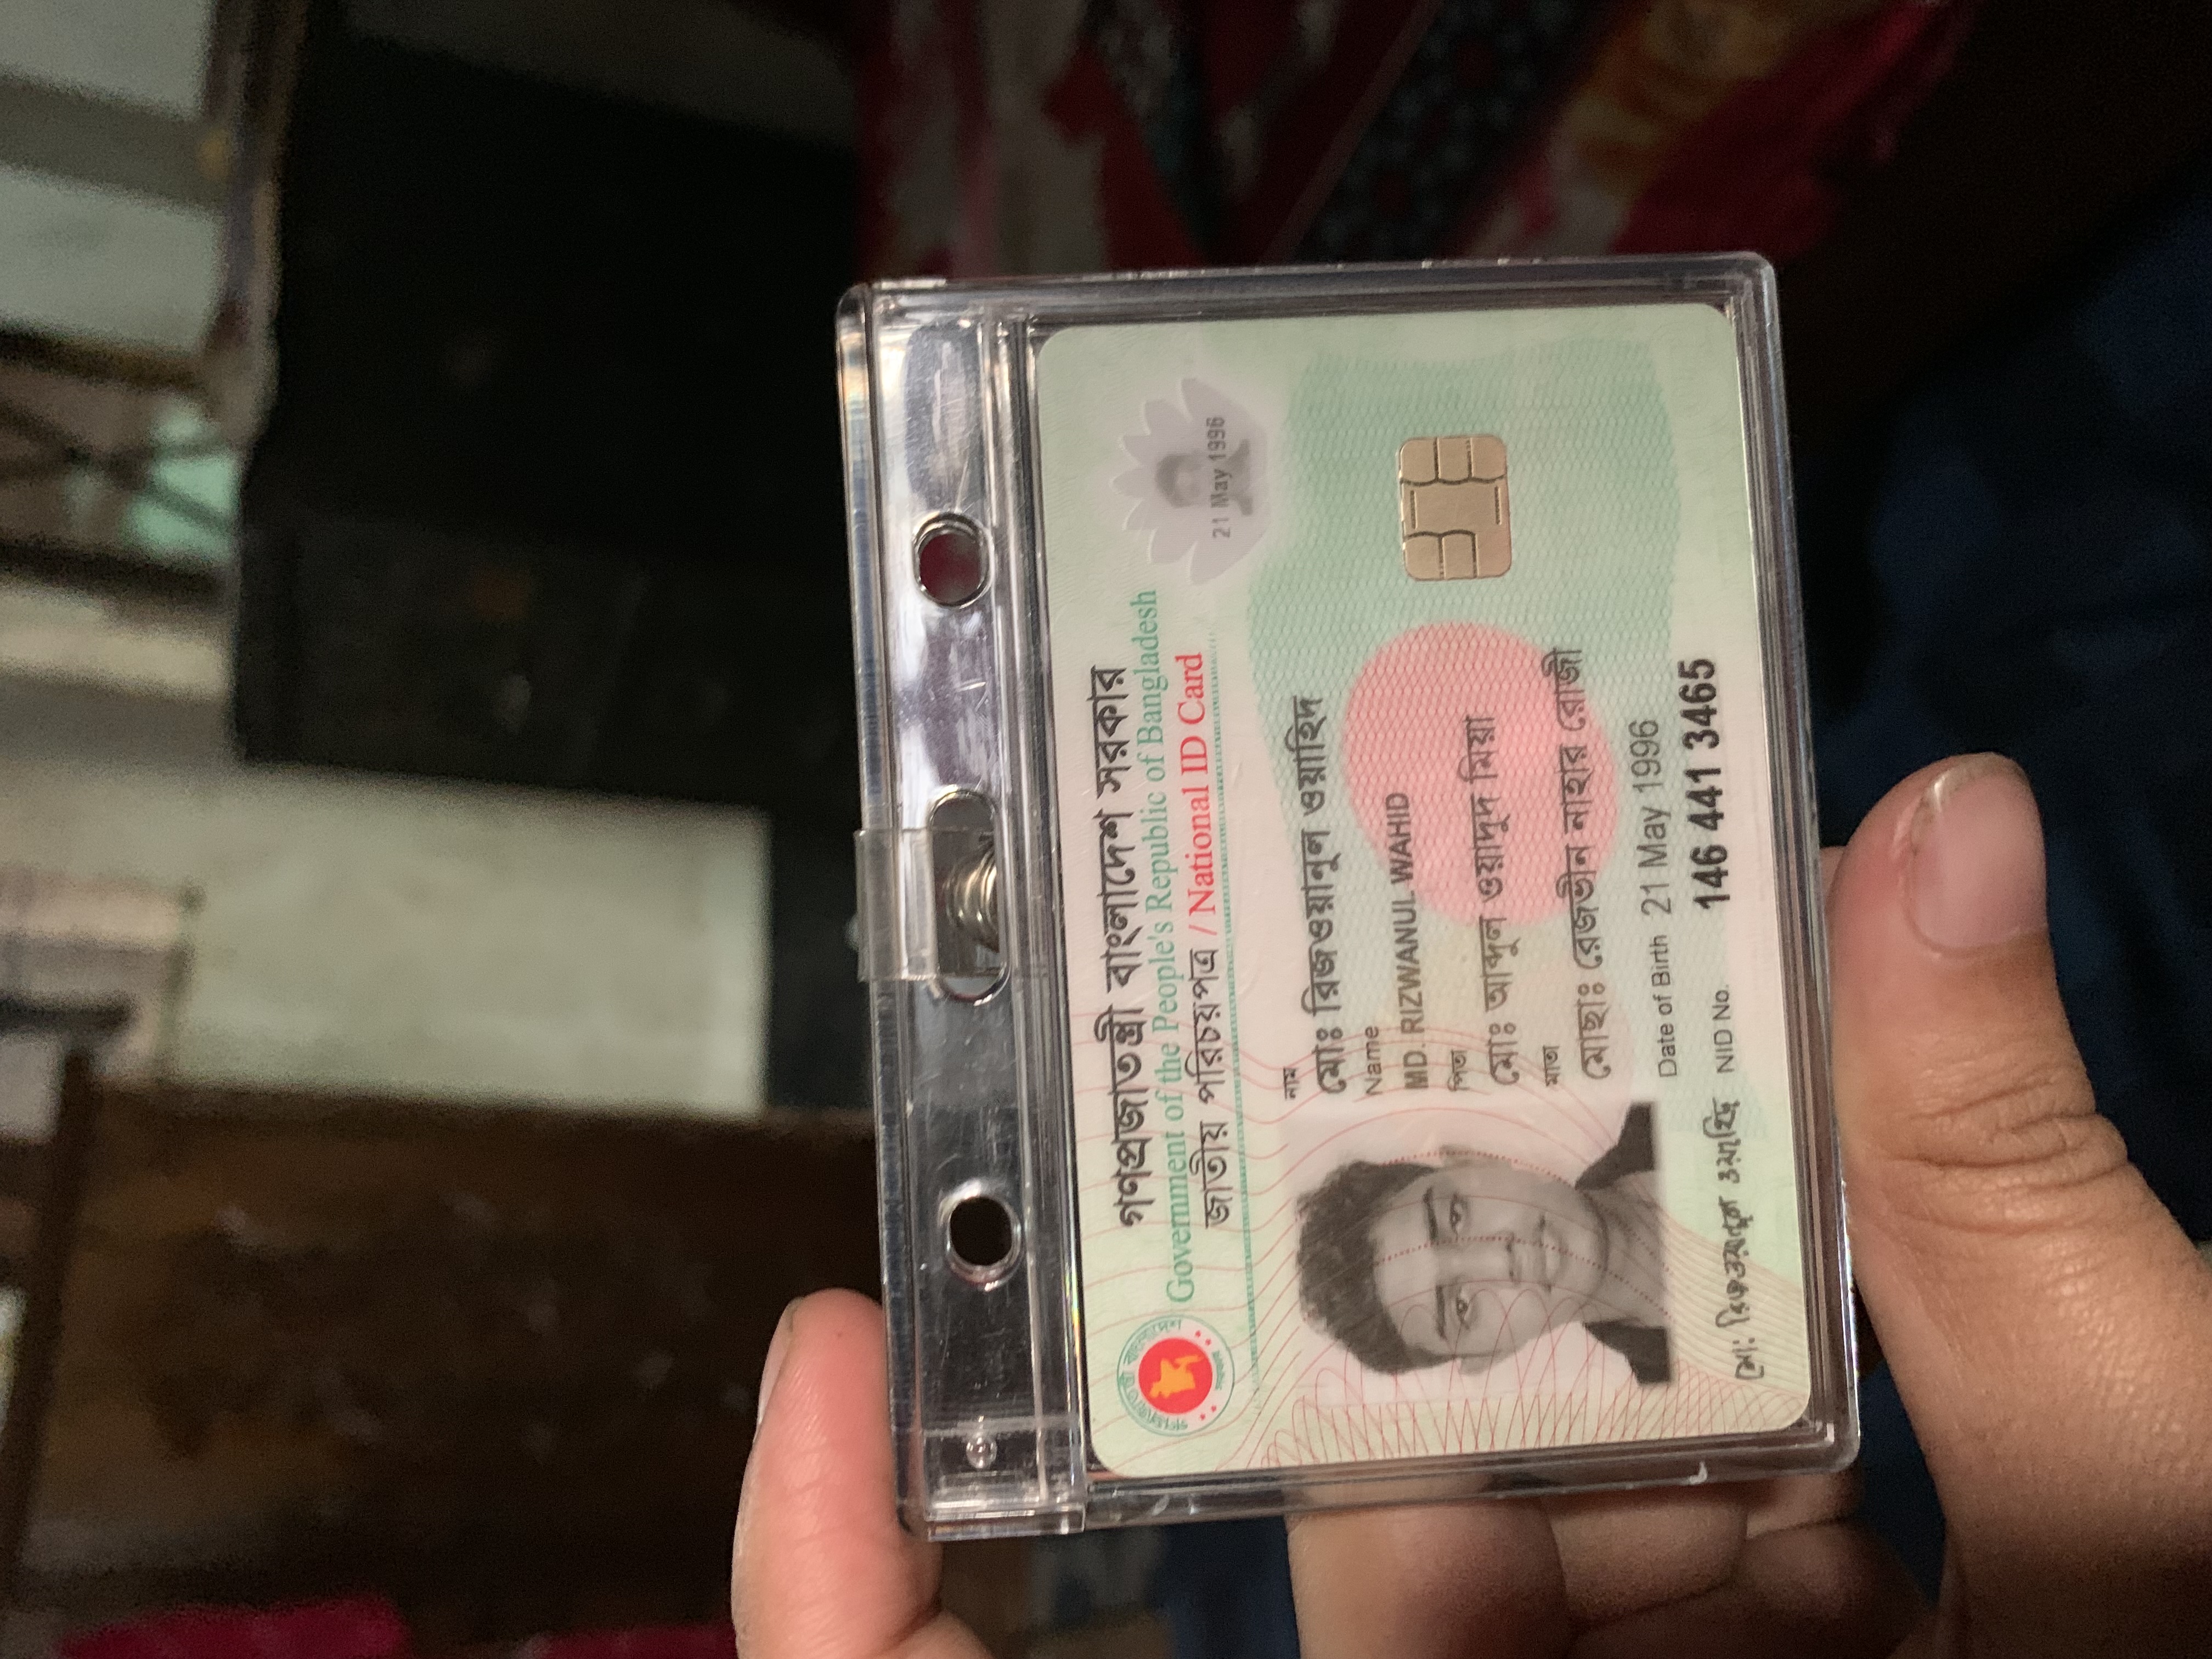 গণপ্রজাতন্ত্রী বাংলাদেশ সরকার
Government of the People's Republic of Bangladesh
জাতীয় পরিচয়পত্র / National ID Card
21 May 1996
নাম
মোঃ রিজওয়ানুল ওয়াহিদ
Name
MD. RIZWANUL WAHID
পিতা
মোঃ আব্দুল ওয়াদুদ মিয়া
মাতা
মোছাঃ রেজভীন নাহার রোজী
Date of Birth 21 May 1996
NID No. 146 441 3465
মো: রিজওয়ানুল ওয়াহিদ